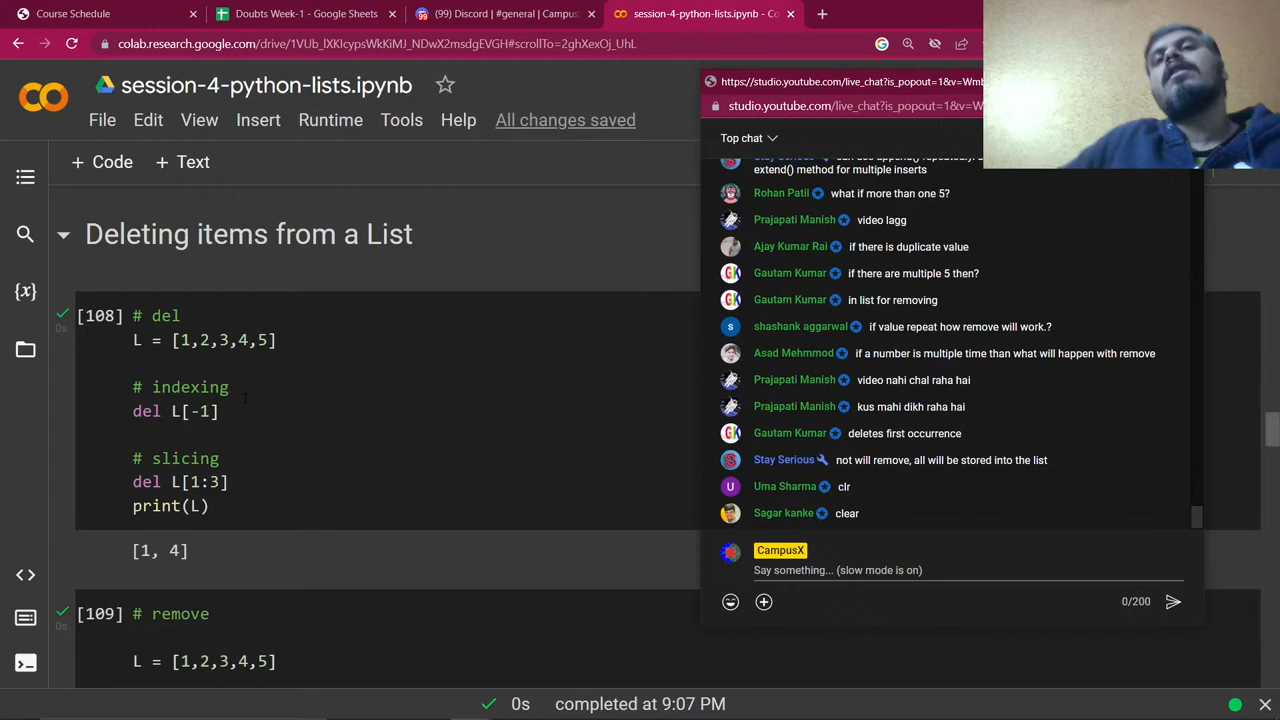 Course Schedule
Doubts Week-1 - Google Sheets
(99) Discord | #general | Campus
session-4-python-lists.ipynb - Co
colab.research.google.com/drive/1VUb_lXKIcypsWkKiMJ_NDwX2msdgEVGH#scrollTo=2ghXexOj_UhL
session-4-python-lists.ipynb
File Edit View Insert Runtime Tools Help All changes saved
+ Code + Text
Deleting items from a List
[108] # del
L = [1,2,3,4,5]
# indexing
del L[-1]
# slicing
del L[1:3]
print(L)
[1, 4]
[109] # remove
L = [1,2,3,4,5]
0s completed at 9:07 PM
https://studio.youtube.com/live_chat?is_popout=1&v=Wm
studio.youtube.com/live_chat?is_popout=1&v=W
Top chat
extend() method for multiple inserts
Rohan Patil what if more than one 5?
Prajapati Manish video lagg
Ajay Kumar Rai if there is duplicate value
Gautam Kumar if there are multiple 5 then?
Gautam Kumar in list for removing
shashank aggarwal if value repeat how remove will work.?
Asad Mehmmod if a number is multiple time than what will happen with remove
Prajapati Manish video nahi chal raha hai
Prajapati Manish kus mahi dikh raha hai
Gautam Kumar deletes first occurrence
Stay Serious not will remove, all will be stored into the list
Uma Sharma clr
Sagar kanke clear
CampusX
Say something... (slow mode is on)
0/200